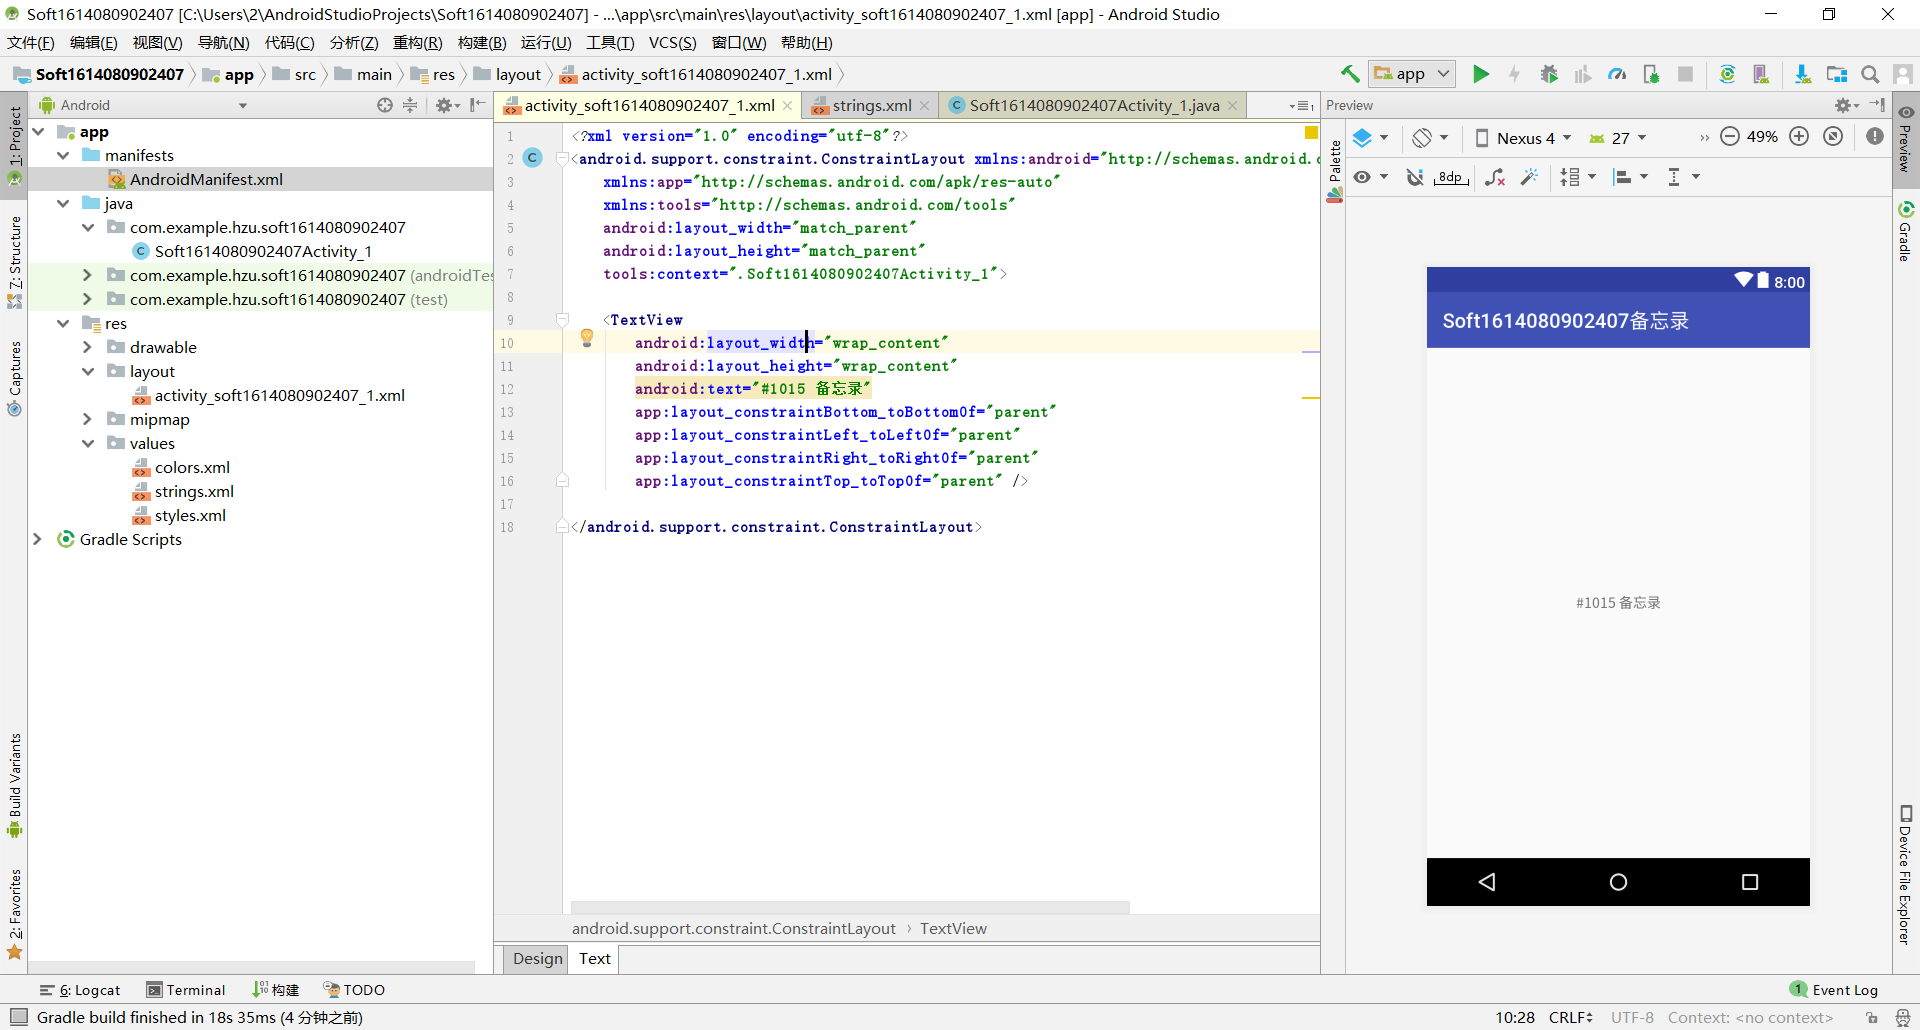 Soft1614080902407 [C:\Users\2\AndroidStudioProjects\Soft1614080902407] - ...\app\src\main\res\layout\activity_soft1614080902407_1.xml [app] - Android Studio
文件(F) 编辑(E) 视图(V) 导航(N) 代码(C) 分析(Z) 重构(R) 构建(B) 运行(U) 工具(T) VCS(S) 窗口(W) 帮助(H)
Soft1614080902407 app src main res layout activity_soft1614080902407_1.xml app
Android
activity_soft1614080902407_1.xml strings.xml Soft1614080902407Activity_1.java
Preview
1: Project
7: Structure
Captures
Build Variants
2: Favorites
app
manifests
AndroidManifest.xml
java
com.example.hzu.soft1614080902407
Soft1614080902407Activity_1
com.example.hzu.soft1614080902407 (androidTes
com.example.hzu.soft1614080902407 (test)
res
drawable
layout
activity_soft1614080902407_1.xml
mipmap
values
colors.xml
strings.xml
styles.xml
Gradle Scripts
1 <?xml version="1.0" encoding="utf-8"?>
2 <android.support.constraint.ConstraintLayout xmlns:android="http://schemas.android.c
3 xmlns:app="http://schemas.android.com/apk/res-auto"
4 xmlns:tools="http://schemas.android.com/tools"
5 android:layout_width="match_parent"
6 android:layout_height="match_parent"
7 tools:context=".Soft1614080902407Activity_1">
8
9 <TextView
10 android:layout_width="wrap_content"
11 android:layout_height="wrap_content"
12 android:text="#1015 备忘录"
13 app:layout_constraintBottom_toBottomOf="parent"
14 app:layout_constraintLeft_toLeftOf="parent"
15 app:layout_constraintRight_toRightOf="parent"
16 app:layout_constraintTop_toTopOf="parent" />
17
18 </android.support.constraint.ConstraintLayout>
android.support.constraint.ConstraintLayout › TextView
Design Text
Palette
Nexus 4 27 » 49%
8dp
8:00
Soft1614080902407备忘录
#1015 备忘录
Preview
Gradle
Device File Explorer
6: Logcat Terminal 构建 TODO
1 Event Log
Gradle build finished in 18s 35ms (4 分钟之前)
10:28 CRLF UTF-8 Context: <no context>